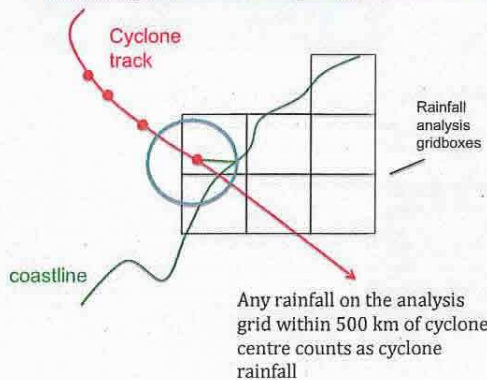 Cyclone
track
Rainfall
analysis
gridboxes
coastline
Any rainfall on the analysis
grid within 500 km of cyclone
centre counts as cyclone
rainfall